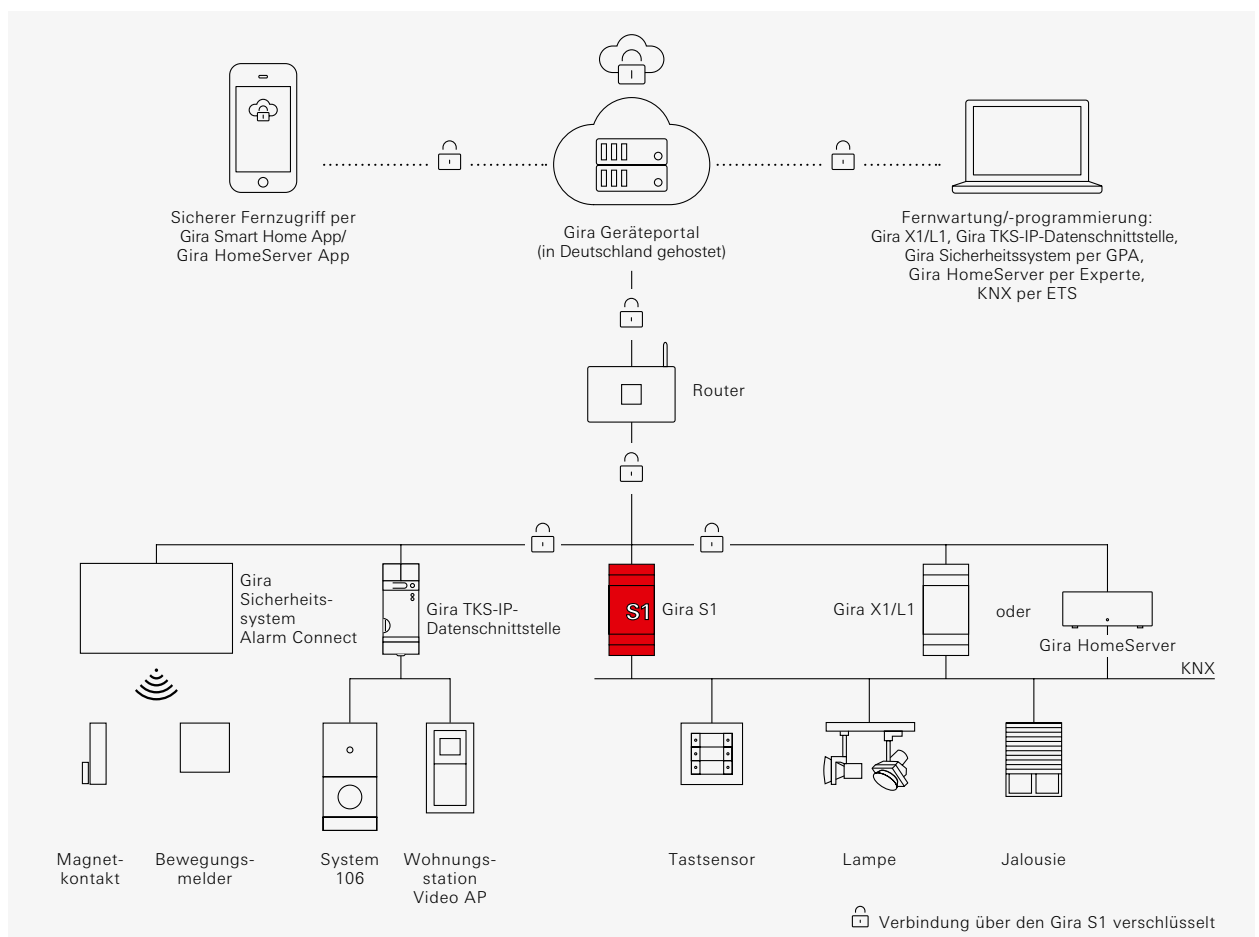 Sicherer Fernzugriff per
Gira Smart Home App/
Gira HomeServer App
Gira Geräteportal
(in Deutschland gehostet)
Fernwartung/-programmierung:
Gira X1/L1, Gira TKS-IP-Datenschnittstelle,
Gira Sicherheitssystem per GPA,
Gira HomeServer per Experte,
KNX per ETS
Router
Gira
Sicherheits-
system
Alarm Connect
Gira TKS-IP-
Datenschnittstelle
S1
Gira S1
Gira X1/L1
oder
Gira HomeServer
KNX
Magnet-
kontakt
Bewegungs-
melder
System
106
Wohnungs-
station
Video AP
Tastsensor
Lampe
Jalousie
Verbindung über den Gira S1 verschlüsselt